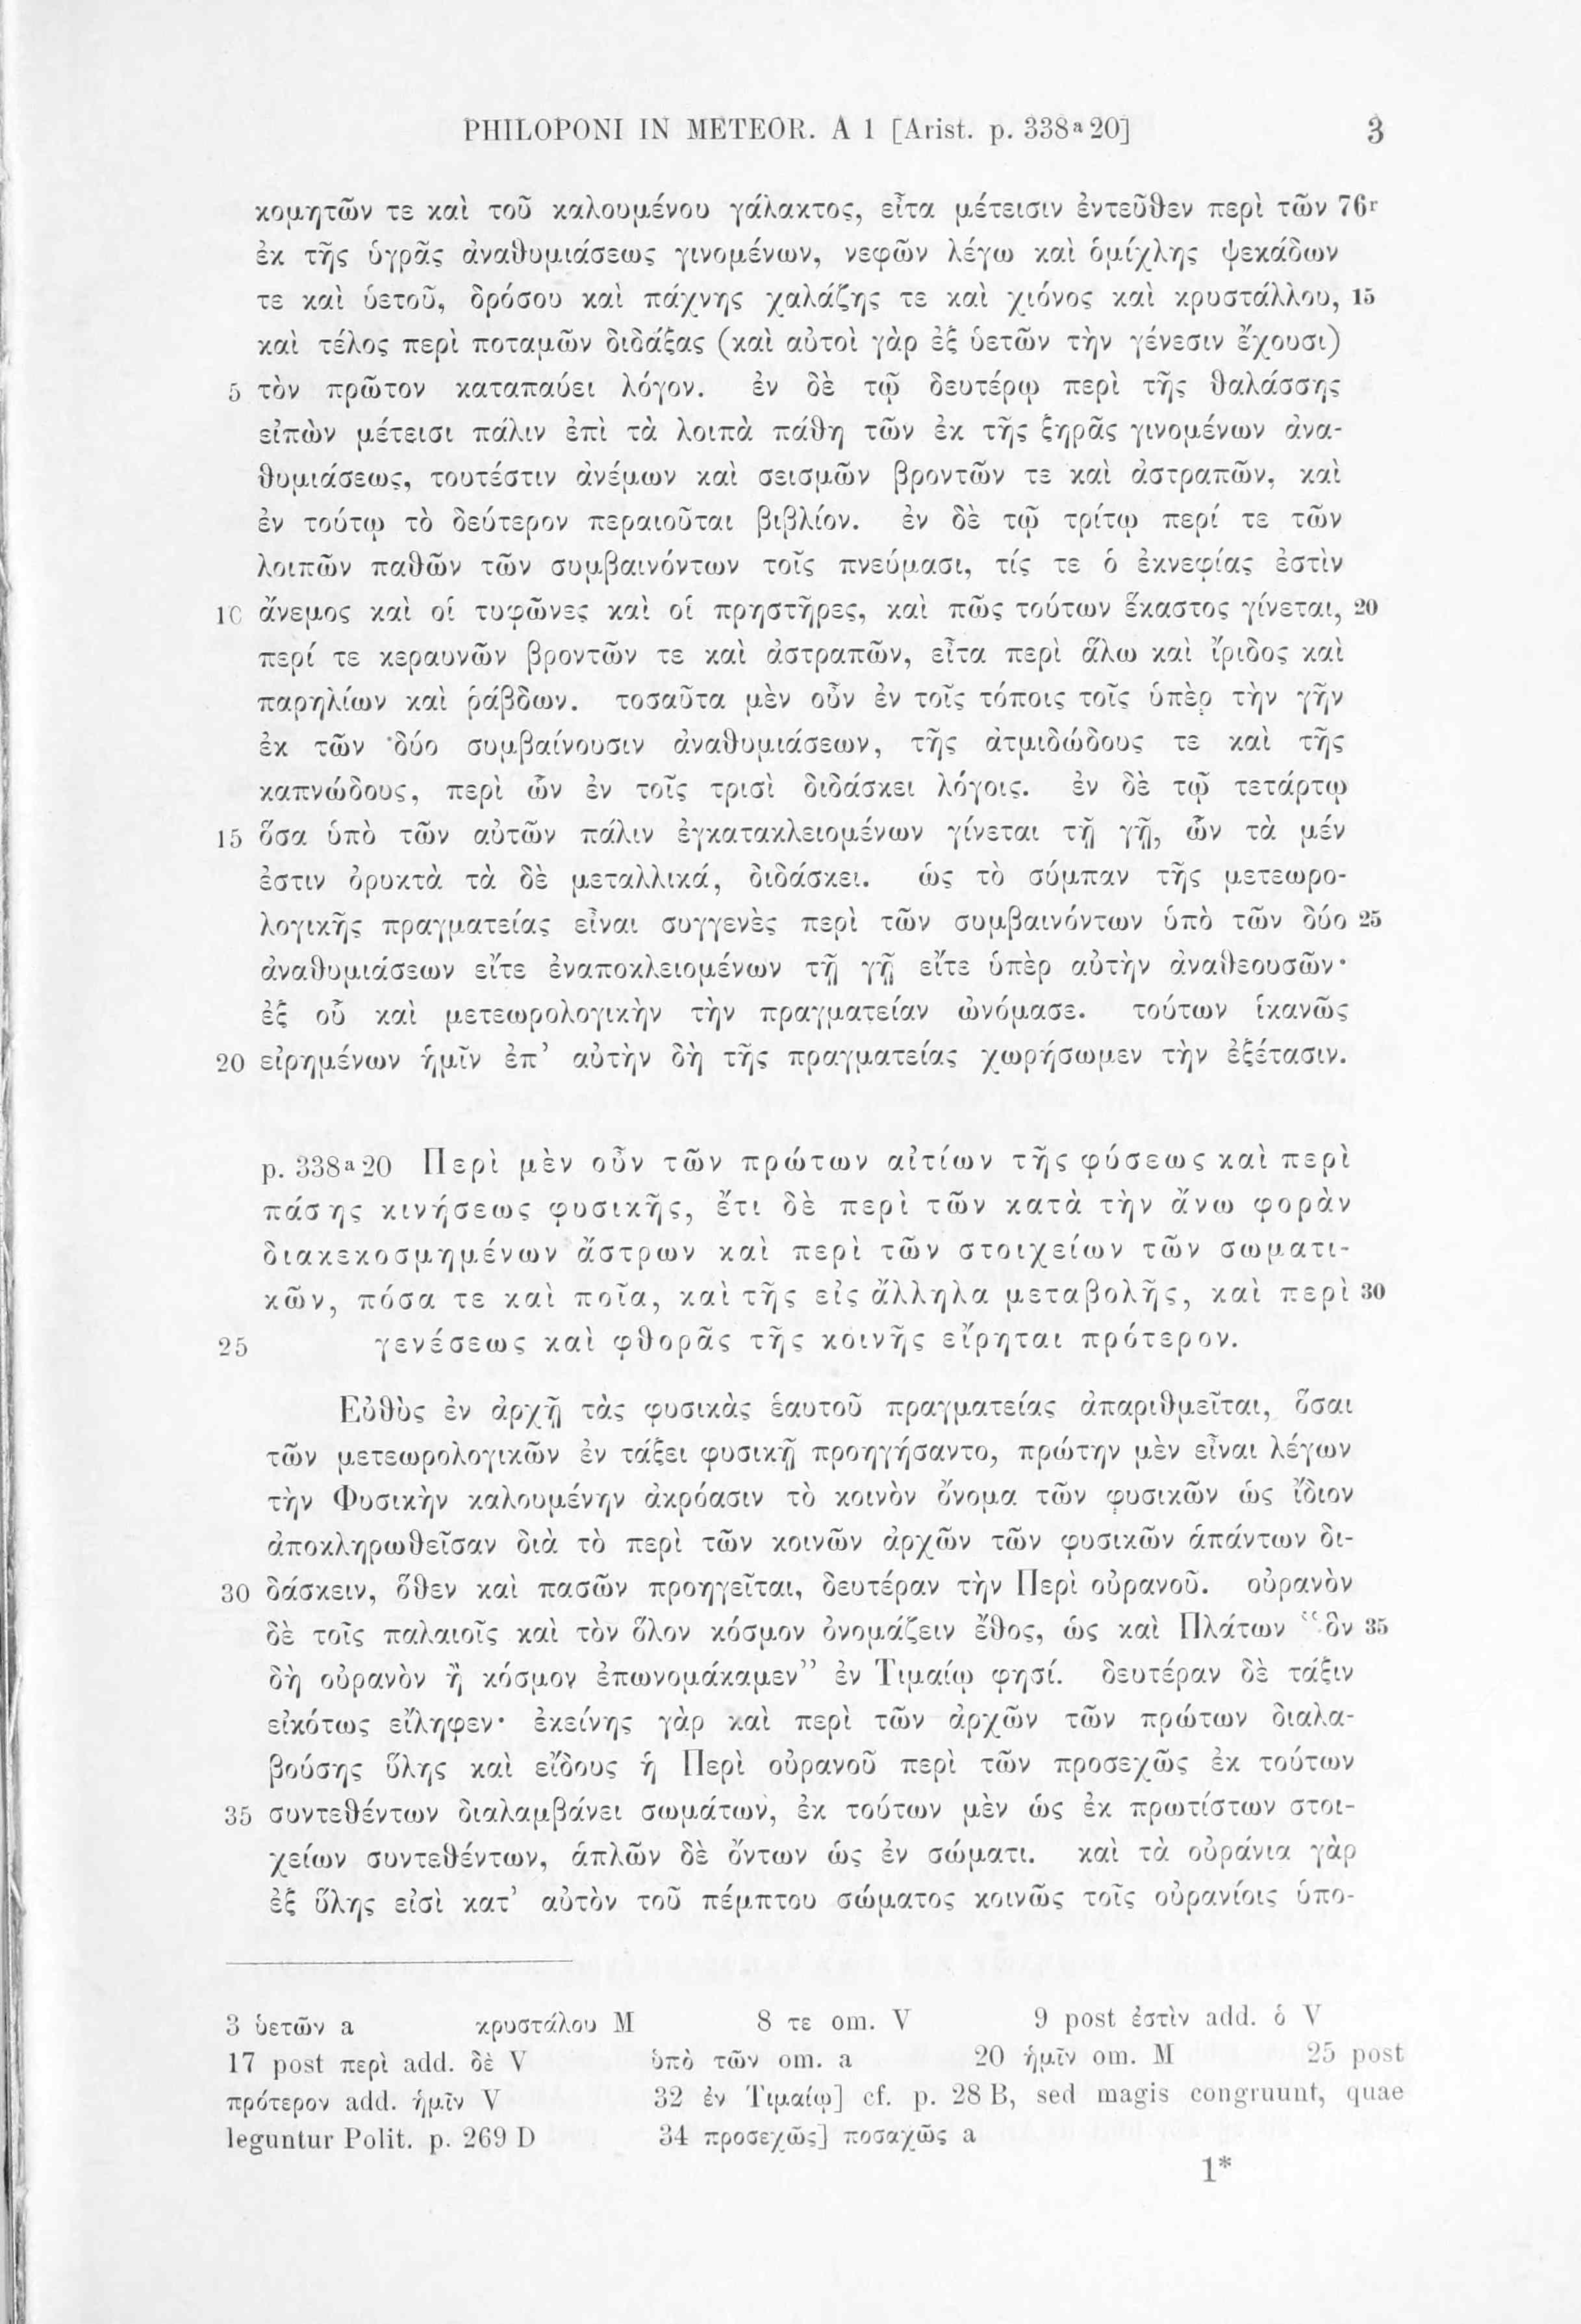 PHILOPONI IN METEOR. A 1 [Arist. p. 338ª20] 3
κομητῶν τε καὶ τοῦ καλουμένου γάλακτος, εἶτα μέτεισιν ἐντεῦθεν περὶ τῶν 76r
ἐκ τῆς ὑγρᾶς ἀναθυμιάσεως γινομένων, νεφῶν λέγω καὶ ὁμίχλης ψεκάδων
τε καὶ ὑετοῦ, δρόσου καὶ πάχνης χαλάζης τε καὶ χιόνος καὶ κρυστάλλου, 15
καὶ τέλος περὶ ποταμῶν διδάξας (καὶ αὐτοὶ γὰρ ἐξ ὑετῶν τὴν γένεσιν ἔχουσι)
5 τὸν πρῶτον καταπαύει λόγον. ἐν δὲ τῷ δευτέρῳ περὶ τῆς θαλάσσης
εἰπὼν μέτεισι πάλιν ἐπὶ τὰ λοιπὰ πάθη τῶν ἐκ τῆς ξηρᾶς γινομένων ἀνα-
θυμιάσεως, τουτέστιν ἀνέμων καὶ σεισμῶν βροντῶν τε καὶ ἀστραπῶν, καὶ
ἐν τούτῳ τὸ δεύτερον περαιοῦται βιβλίον. ἐν δὲ τῷ τρίτῳ περί τε τῶν
λοιπῶν παθῶν τῶν συμβαινόντων τοῖς πνεύμασι, τίς τε ὁ ἐκνεφίας ἐστὶν
10 ἄνεμος καὶ οἱ τυφῶνες καὶ οἱ πρηστῆρες, καὶ πῶς τούτων ἕκαστος γίνεται, 20
περί τε κεραυνῶν βροντῶν τε καὶ ἀστραπῶν, εἶτα περὶ ἅλω καὶ ἴριδος καὶ
παρηλίων καὶ ῥάβδων. τοσαῦτα μὲν οὖν ἐν τοῖς τόποις τοῖς ὑπὲρ τὴν γῆν
ἐκ τῶν δύο συμβαίνουσιν ἀναθυμιάσεων, τῆς ἀτμιδώδους τε καὶ τῆς
καπνώδους, περὶ ὧν ἐν τοῖς τρισὶ διδάσκει λόγοις. ἐν δὲ τῷ τετάρτῳ
15 ὅσα ὑπὸ τῶν αὐτῶν πάλιν ἐγκατακλειομένων γίνεται τῇ γῇ, ὧν τὰ μέν
ἐστιν ὀρυκτὰ τὰ δὲ μεταλλικά, διδάσκει. ὡς τὸ σύμπαν τῆς μετεωρο-
λογικῆς πραγματείας εἶναι συγγενὲς περὶ τῶν συμβαινόντων ὑπὸ τῶν δύο 25
ἀναθυμιάσεων εἴτε ἐναποκλειομένων τῇ γῇ εἴτε ὑπὲρ αὐτὴν ἀναθεουσῶν·
ἐξ οὗ καὶ μετεωρολογικὴν τὴν πραγματείαν ὠνόμασε. τούτων ἱκανῶς
20 εἰρημένων ἡμῖν ἐπ’ αὐτὴν δὴ τῆς πραγματείας χωρήσωμεν τὴν ἐξέτασιν.
p. 338ª20 Περὶ μὲν οὖν τῶν πρώτων αἰτίων τῆς φύσεως καὶ περὶ
πάσης κινήσεως φυσικῆς, ἔτι δὲ περὶ τῶν κατὰ τὴν ἄνω φορὰν
διακεκοσμημένων ἄστρων καὶ περὶ τῶν στοιχείων τῶν σωματι-
κῶν, πόσα τε καὶ ποῖα, καὶ τῆς εἰς ἄλληλα μεταβολῆς, καὶ περὶ 30
25 γενέσεως καὶ φθορᾶς τῆς κοινῆς εἴρηται πρότερον.
Εὐθὺς ἐν ἀρχῇ τὰς φυσικὰς ἑαυτοῦ πραγματείας ἀπαριθμεῖται, ὅσαι
τῶν μετεωρολογικῶν ἐν τάξει φυσικῇ προηγήσαντο, πρώτην μὲν εἶναι λέγων
τὴν Φυσικὴν καλουμένην ἀκρόασιν τὸ κοινὸν ὄνομα τῶν φυσικῶν ὡς ἴδιον
ἀποκληρωθεῖσαν διὰ τὸ περὶ τῶν κοινῶν ἀρχῶν τῶν φυσικῶν ἁπάντων δι-
30 δάσκειν, ὅθεν καὶ πασῶν προηγεῖται, δευτέραν τὴν Περὶ οὐρανοῦ. οὐρανὸν
δὲ τοῖς παλαιοῖς καὶ τὸν ὅλον κόσμον ὀνομάζειν ἔθος, ὡς καὶ Πλάτων “ὃν 35
δὴ οὐρανὸν ἢ κόσμον ἐπωνομάκαμεν” ἐν Τιμαίῳ φησί. δευτέραν δὲ τάξιν
εἰκότως εἴληφεν· ἐκείνης γὰρ καὶ περὶ τῶν ἀρχῶν τῶν πρώτων διαλα-
βούσης ὕλης καὶ εἴδους ἡ Περὶ οὐρανοῦ περὶ τῶν προσεχῶς ἐκ τούτων
35 συντεθέντων διαλαμβάνει σωμάτων, ἐκ τούτων μὲν ὡς ἐκ πρωτίστων στοι-
χείων συντεθέντων, ἁπλῶν δὲ ὄντων ὡς ἐν σώματι. καὶ τὰ οὐράνια γὰρ
ἐξ ὕλης εἰσὶ κατ’ αὐτὸν τοῦ πέμπτου σώματος κοινῶς τοῖς οὐρανίοις ὑπο-
3 ὑετῶν a κρυστάλου M 8 τε om. V 9 post ἐστὶν add. ὁ V
17 post περὶ add. δὲ V ὑπὸ τῶν om. a 20 ἡμῖν om. M 25 post
πρότερον add. ἡμῖν V 32 ἐν Τιμαίῳ] cf. p. 28 B, sed magis congruunt, quae
leguntur Polit. p. 269 D 34 προσεχῶς] ποσαχῶς a
1*